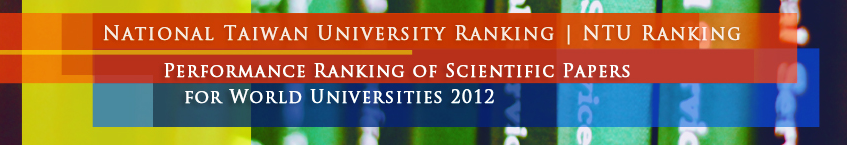 National Taiwan University Ranking | NTU Ranking
Performance Ranking of Scientific Papers
for World Universities 2012